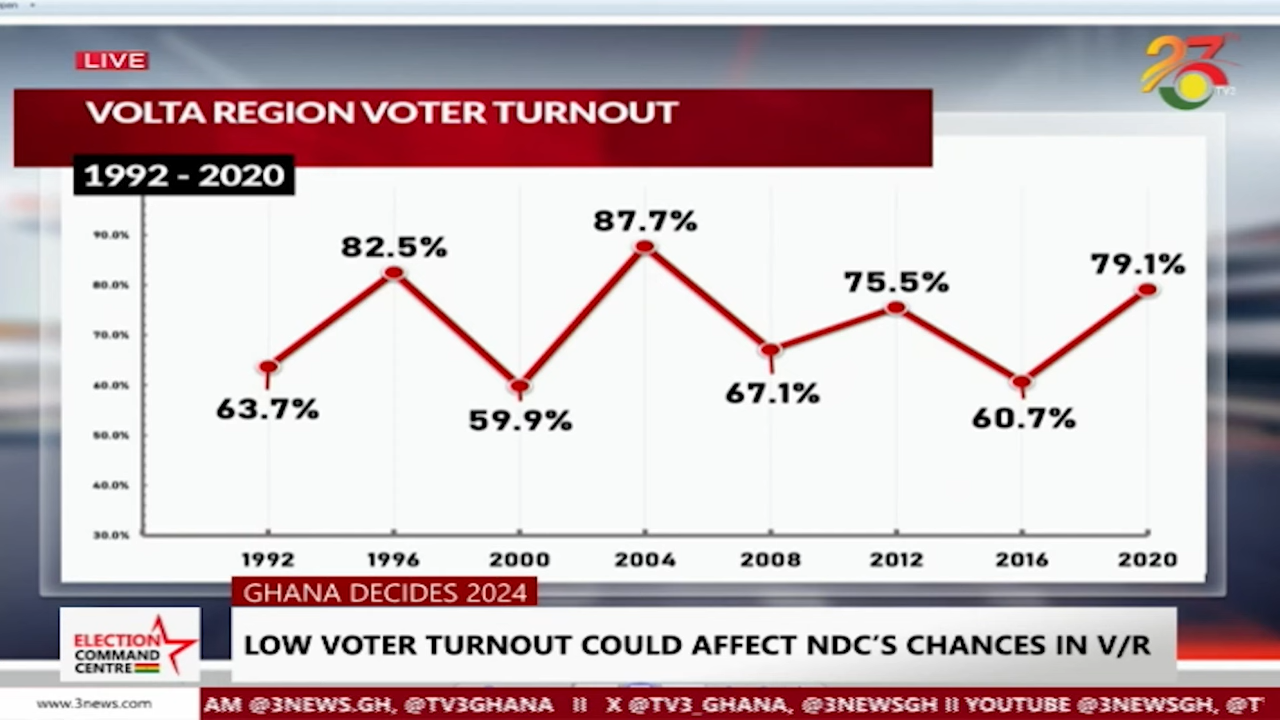 open
LIVE
23
TV3
VOLTA REGION VOTER TURNOUT
1992 - 2020
90.0%
80.0%
70.0%
60.0%
50.0%
40.0%
30.0%
63.7%
82.5%
59.9%
87.7%
67.1%
75.5%
60.7%
79.1%
1992 1996 2000 2004 2008 2012 2016 2020
GHANA DECIDES 2024
ELECTION
COMMAND
CENTRE
LOW VOTER TURNOUT COULD AFFECT NDC'S CHANCES IN V/R
www.3news.com
AM @3NEWS.GH, @TV3GHANA II X @TV3_GHANA, @3NEWSGH II YOUTUBE @3NEWSGH, @T